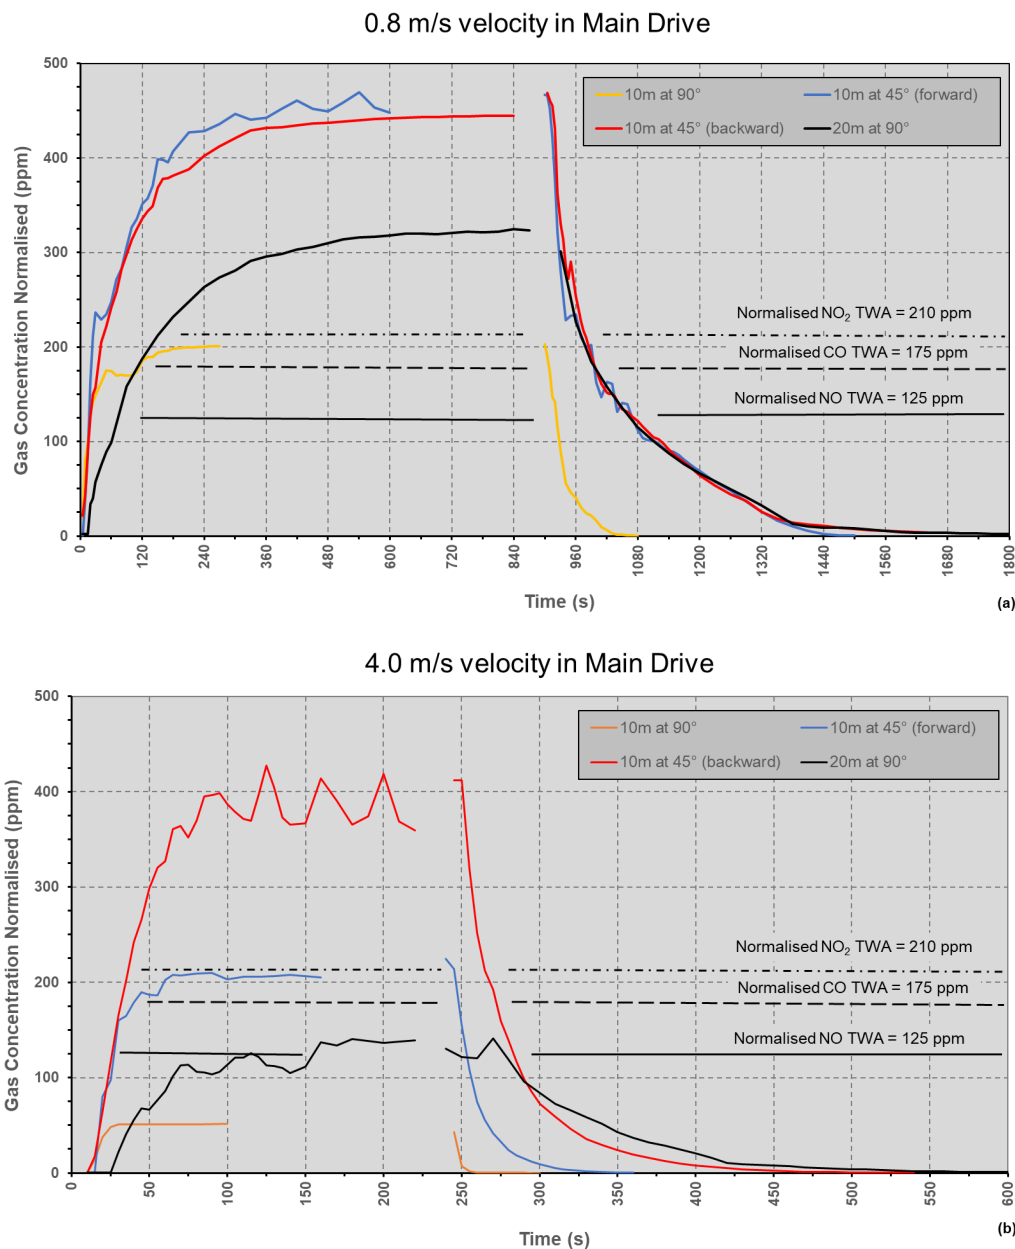 0.8 m/s velocity in Main Drive
Gas Concentration Normalised (ppm)
500
400
300
200
100
0
10m at 90°
10m at 45° (forward)
10m at 45° (backward)
20m at 90°
Normalised NO₂ TWA = 210 ppm
Normalised CO TWA = 175 ppm
Normalised NO TWA = 125 ppm
0 120 240 360 480 600 720 840 960 1080 1200 1320 1440 1560 1680 1800
Time (s)
(a)
4.0 m/s velocity in Main Drive
Gas Concentration Normalised (ppm)
500
400
300
200
100
0
10m at 90°
10m at 45° (forward)
10m at 45° (backward)
20m at 90°
Normalised NO₂ TWA = 210 ppm
Normalised CO TWA = 175 ppm
Normalised NO TWA = 125 ppm
0 50 100 150 200 250 300 350 400 450 500 550 600
Time (s)
(b)